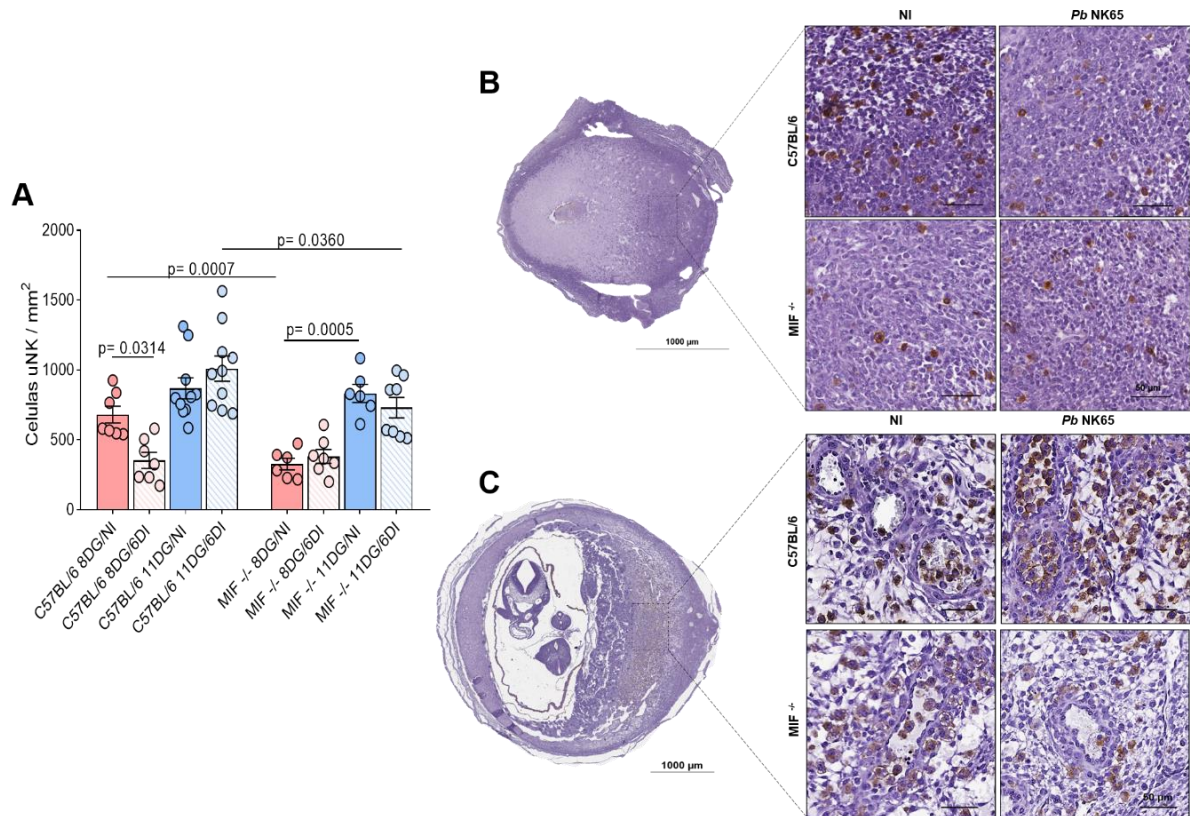 A
Celulas uNK / mm²
2000
1500
1000
500
0
p= 0.0360
p= 0.0007
p= 0.0005
p= 0.0314
C57BL/6 8DG/NI
C57BL/6 8DG/6DI
C57BL/6 11DG/NI
C57BL/6 11DG/6DI
MIF -/- 8DG/NI
MIF -/- 8DG/6DI
MIF -/- 11DG/NI
MIF -/- 11DG/6DI
B
1000 µm
NI
Pb NK65
C57BL/6
MIF -/-
50 µm
C
1000 µm
NI
Pb NK65
C57BL/6
MIF -/-
50 µm